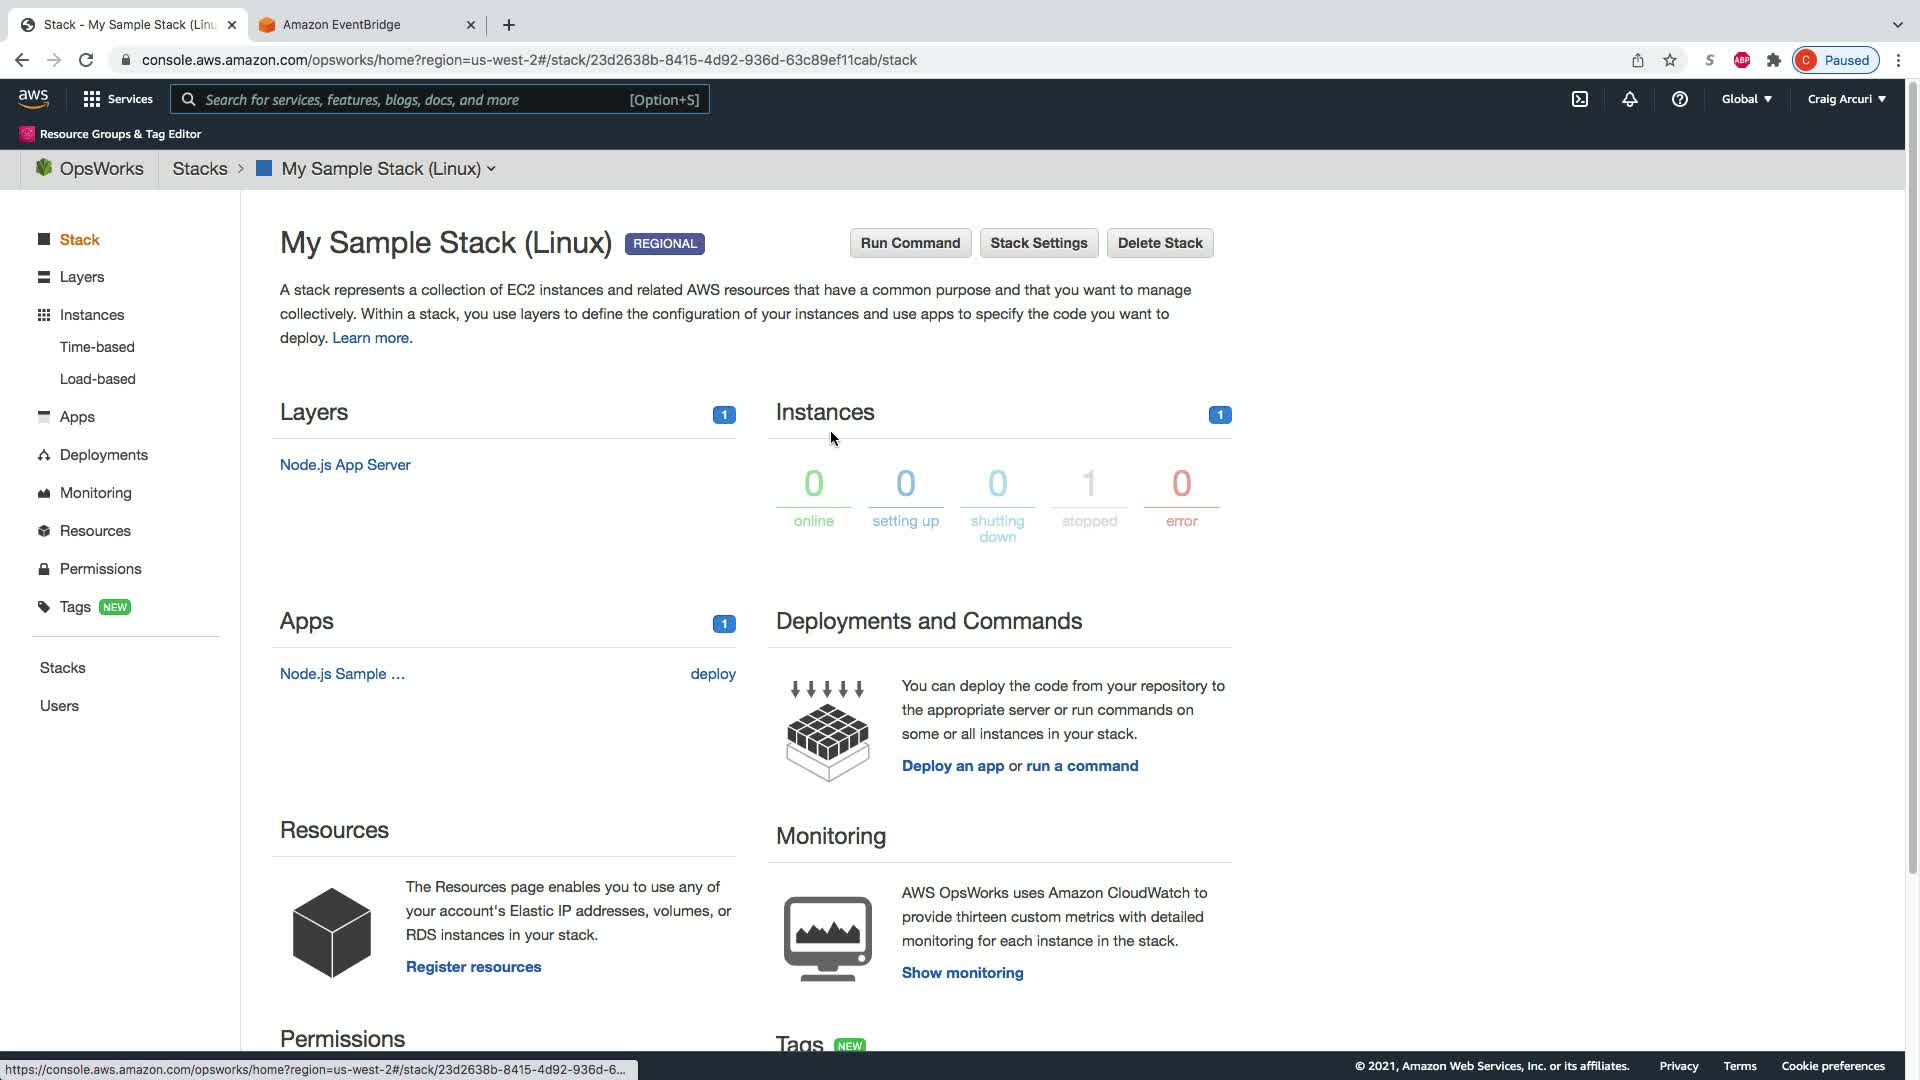 Stack - My Sample Stack (Linu
Amazon EventBridge
console.aws.amazon.com/opsworks/home?region=us-west-2#/stack/23d2638b-8415-4d92-936d-63c89ef11cab/stack
S
ABP
C Paused
aws
Services
Search for services, features, blogs, docs, and more [Option+S]
Global
Craig Arcuri
Resource Groups & Tag Editor
OpsWorks
Stacks > My Sample Stack (Linux)
Stack
Layers
Instances
Time-based
Load-based
Apps
Deployments
Monitoring
Resources
Permissions
Tags NEW
Stacks
Users
My Sample Stack (Linux) REGIONAL
Run Command
Stack Settings
Delete Stack
A stack represents a collection of EC2 instances and related AWS resources that have a common purpose and that you want to manage
collectively. Within a stack, you use layers to define the configuration of your instances and use apps to specify the code you want to
deploy. Learn more.
Layers 1
Node.js App Server
Instances 1
0 0 0 1 0
online setting up shutting down stopped error
Apps 1
Node.js Sample … deploy
Deployments and Commands
You can deploy the code from your repository to
the appropriate server or run commands on
some or all instances in your stack.
Deploy an app or run a command
Resources
The Resources page enables you to use any of
your account's Elastic IP addresses, volumes, or
RDS instances in your stack.
Register resources
Monitoring
AWS OpsWorks uses Amazon CloudWatch to
provide thirteen custom metrics with detailed
monitoring for each instance in the stack.
Show monitoring
Permissions
Tags NEW
https://console.aws.amazon.com/opsworks/home?region=us-west-2#/stack/23d2638b-8415-4d92-936d-6...
© 2021, Amazon Web Services, Inc. or its affiliates.
Privacy
Terms
Cookie preferences